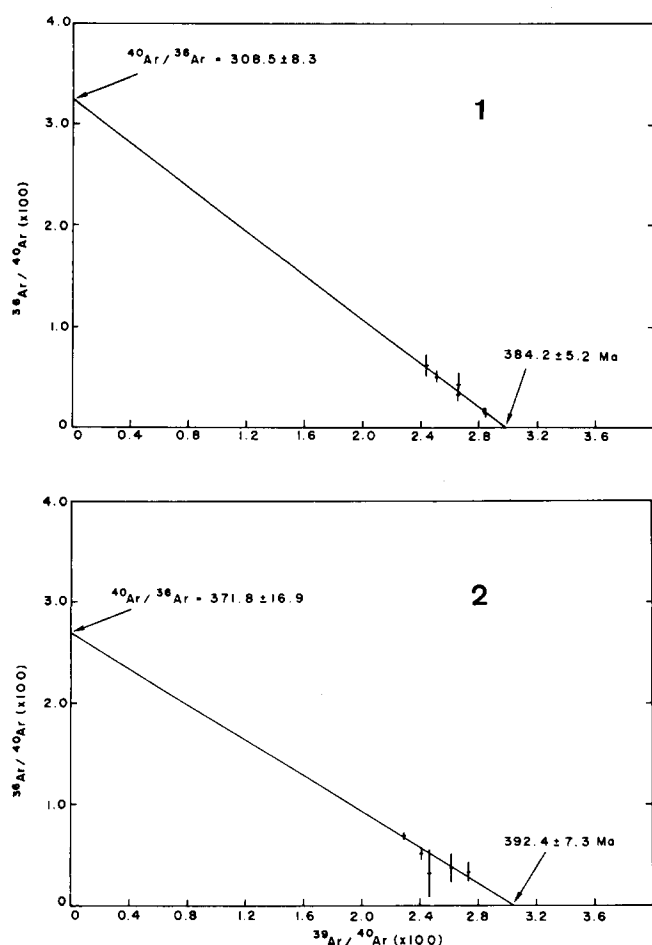 4.0
⁴⁰Ar/³⁶Ar = 308.5±8.3
1
3.0
2.0
³⁶Ar/⁴⁰Ar (x100)
1.0
384.2±5.2 Ma
0
0 0.4 0.8 1.2 1.6 2.0 2.4 2.8 3.2 3.6
4.0
⁴⁰Ar/³⁶Ar = 371.8±16.9
2
3.0
2.0
³⁶Ar/⁴⁰Ar (x100)
1.0
392.4±7.3 Ma
0
0 0.4 0.8 1.2 1.6 2.0 2.4 2.8 3.2 3.6
³⁹Ar/⁴⁰Ar (x100)